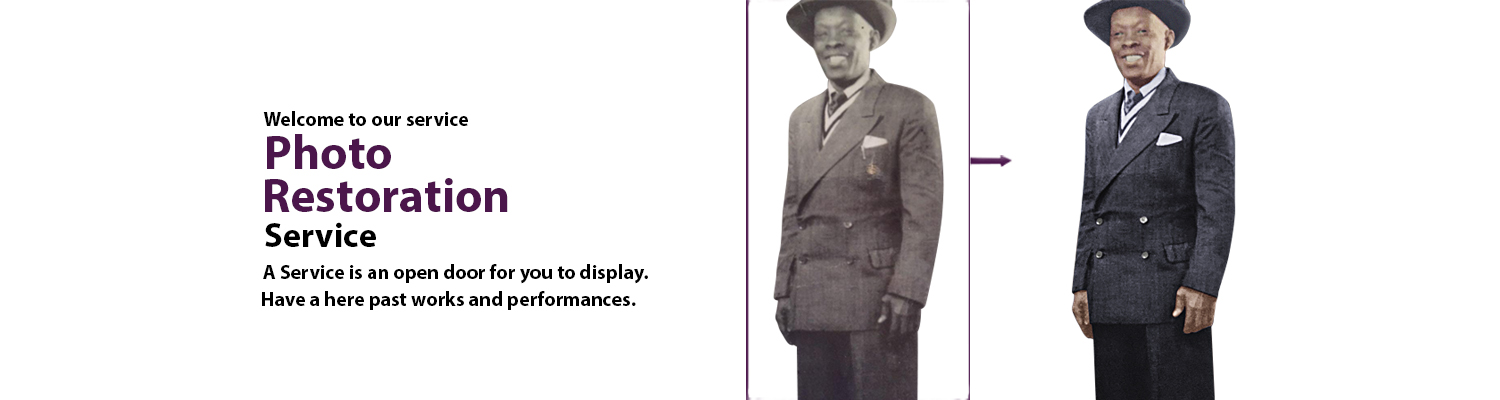 Welcome to our service
Photo
Restoration
Service
A Service is an open door for you to display.
Have a here past works and performances.